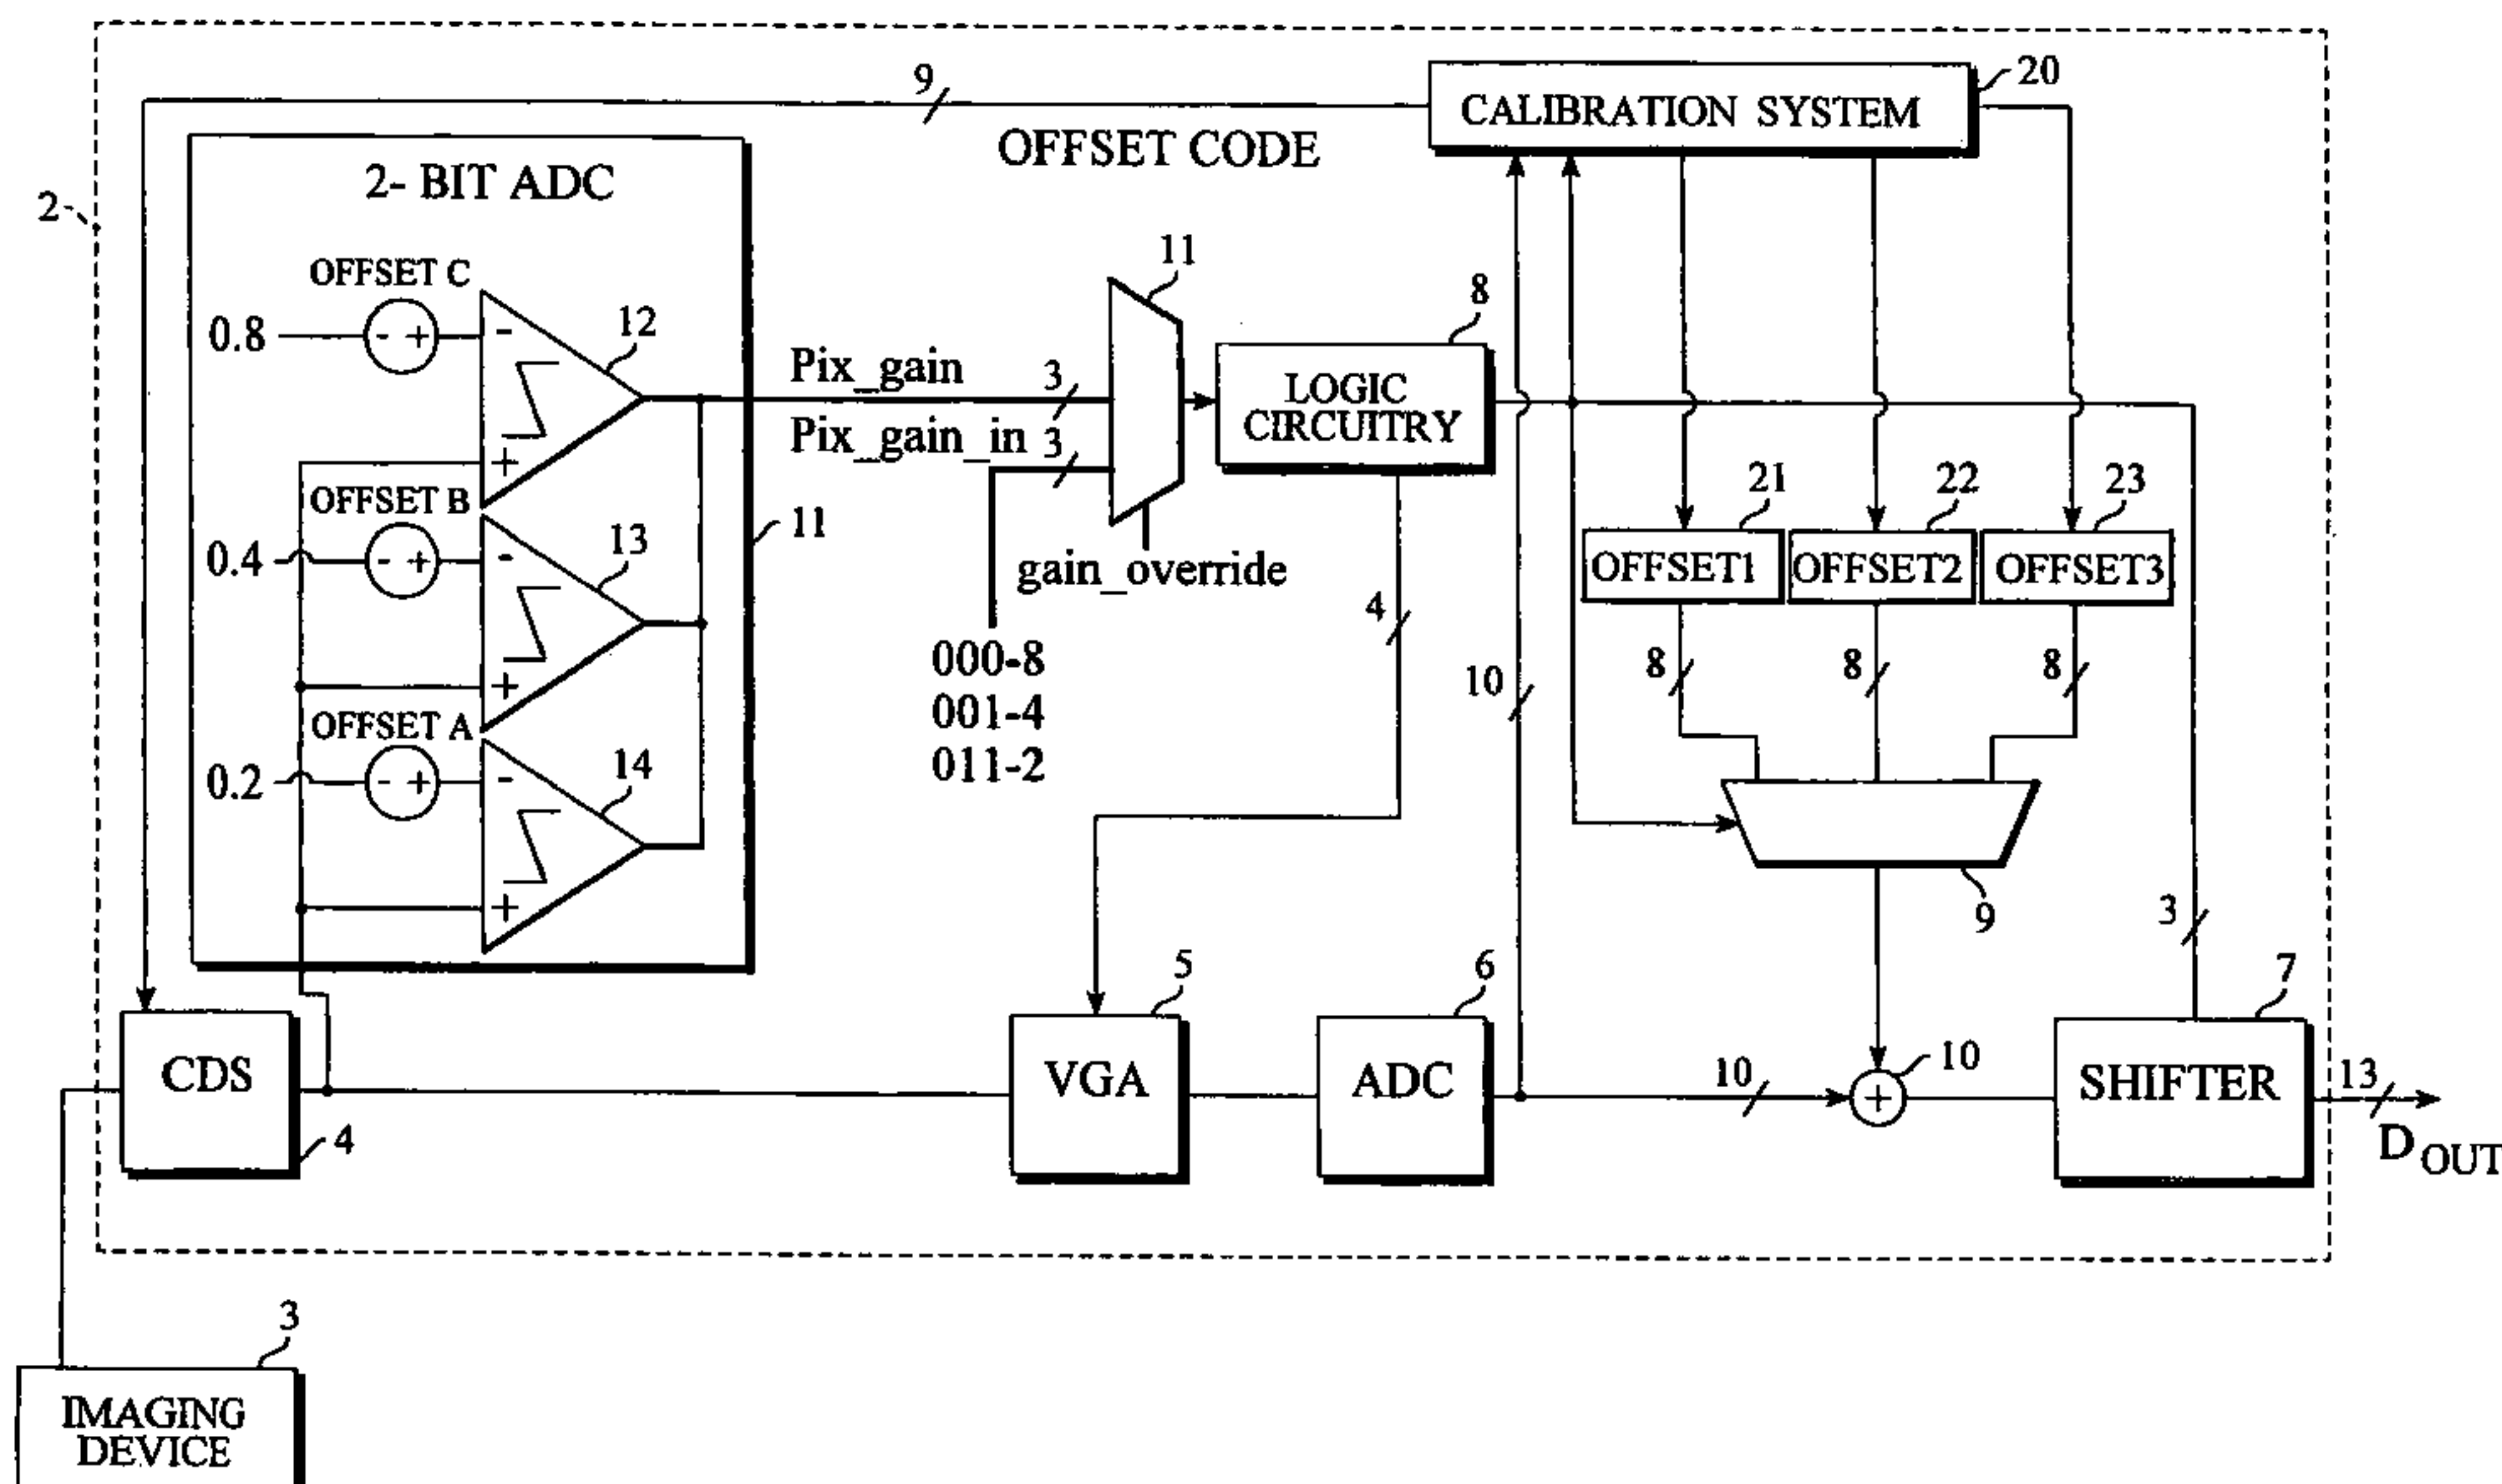 9
CALIBRATION SYSTEM
20
OFFSET CODE
2
2- BIT ADC
OFFSET C
0.8
- +
-
+
12
OFFSET B
0.4
- +
-
+
13
OFFSET A
0.2
- +
-
+
14
11
Pix_gain
3
Pix_gain_in
3
11
gain_override
000-8
001-4
011-2
LOGIC
CIRCUITRY
8
4
10
OFFSET1
21
OFFSET2
22
OFFSET3
23
8
8
8
9
3
CDS
4
VGA
5
ADC
6
10
+
10
SHIFTER
7
13
DOUT
IMAGING
DEVICE
3